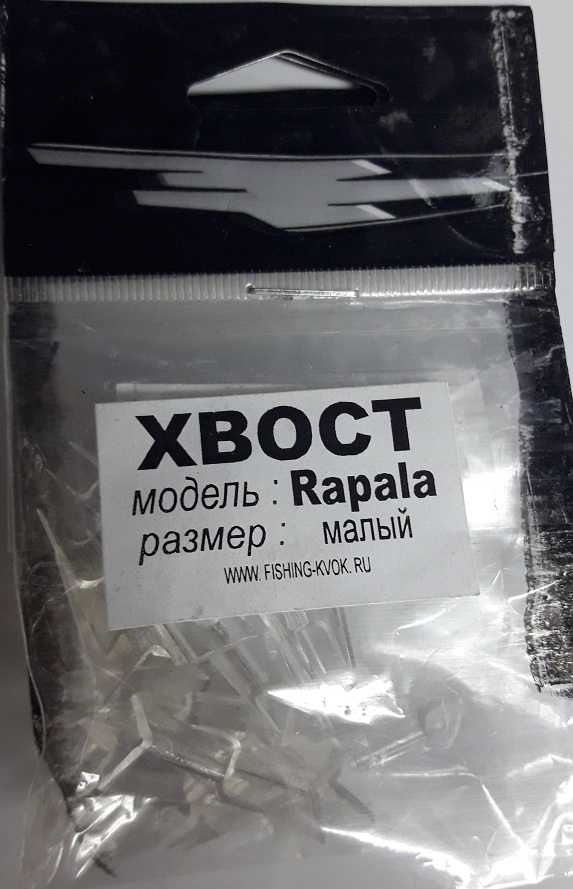 ХВОСТ
модель : Rapala
размер : малый
WWW. FISHING-KVOK. RU